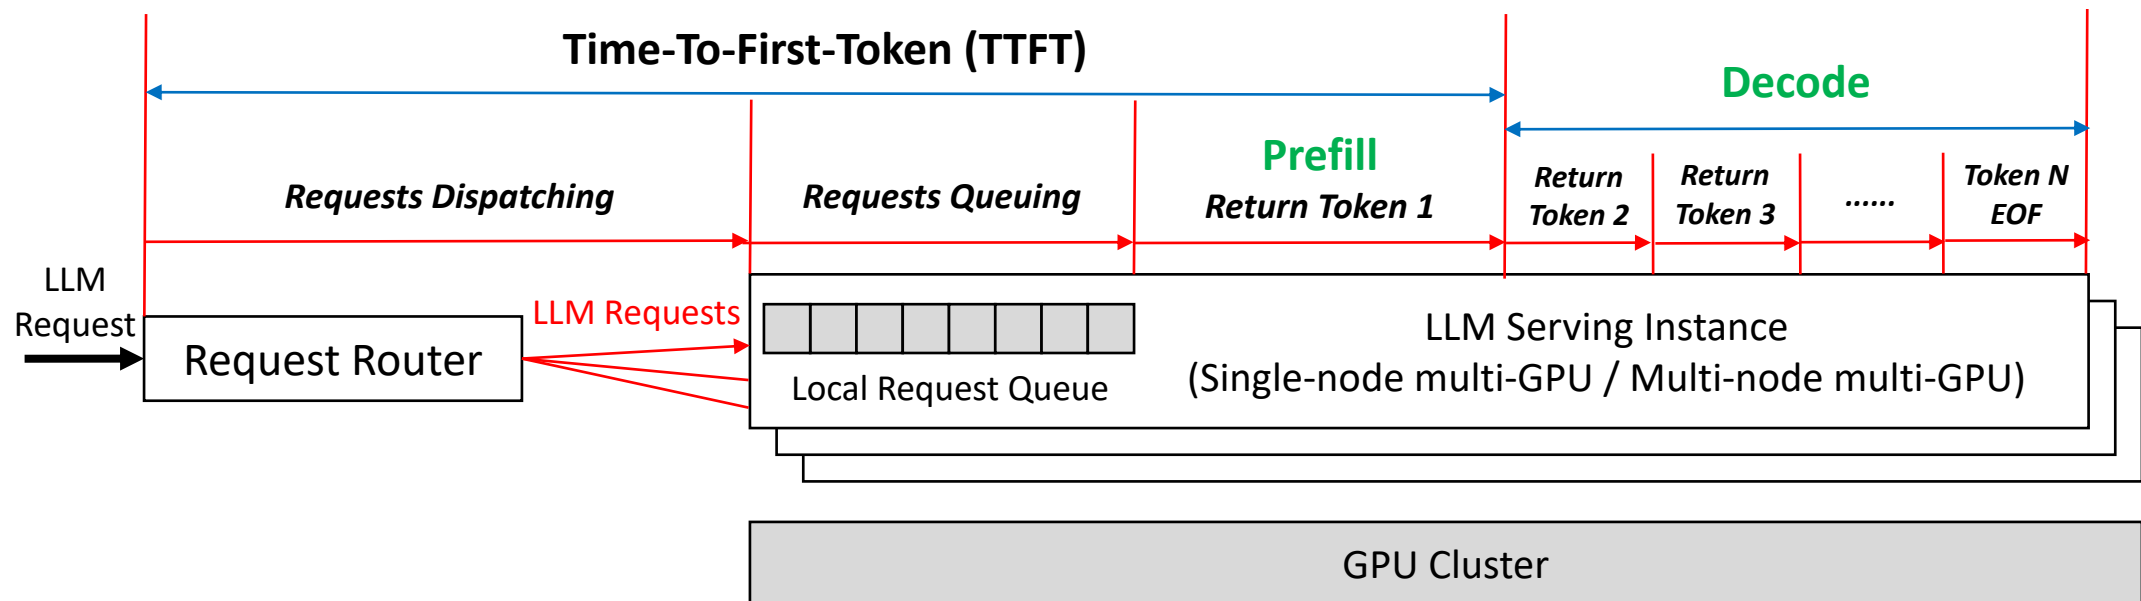 Time-To-First-Token (TTFT)
Decode
Requests Dispatching
Requests Queuing
Prefill
Return Token 1
Return
Token 2
Return
Token 3
......
Token N
EOF
LLM
Request
Request Router
LLM Requests
Local Request Queue
LLM Serving Instance
(Single-node multi-GPU / Multi-node multi-GPU)
GPU Cluster